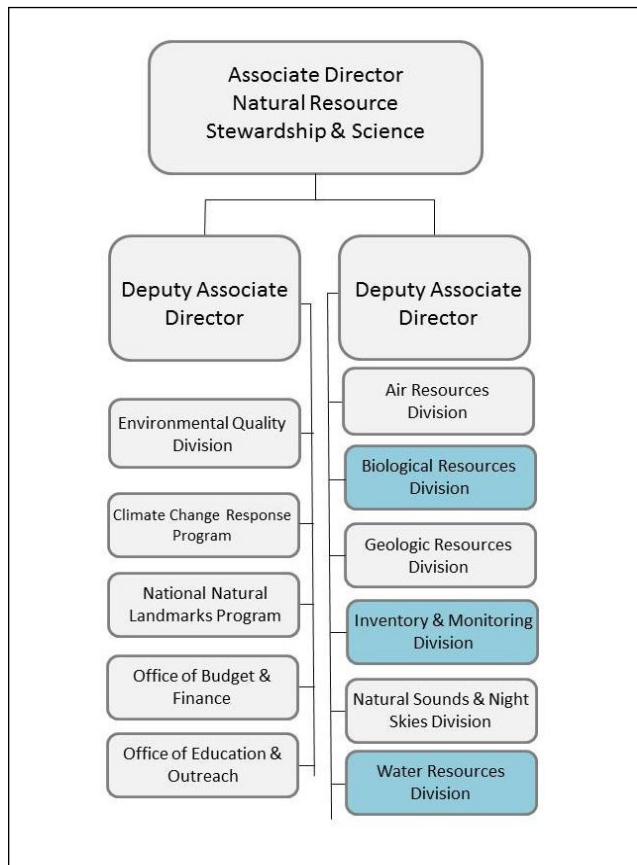 Associate Director
Natural Resource
Stewardship & Science
Deputy Associate
Director
Environmental Quality
Division
Climate Change Response
Program
National Natural
Landmarks Program
Office of Budget &
Finance
Office of Education &
Outreach
Deputy Associate
Director
Air Resources
Division
Biological Resources
Division
Geologic Resources
Division
Inventory & Monitoring
Division
Natural Sounds & Night
Skies Division
Water Resources
Division